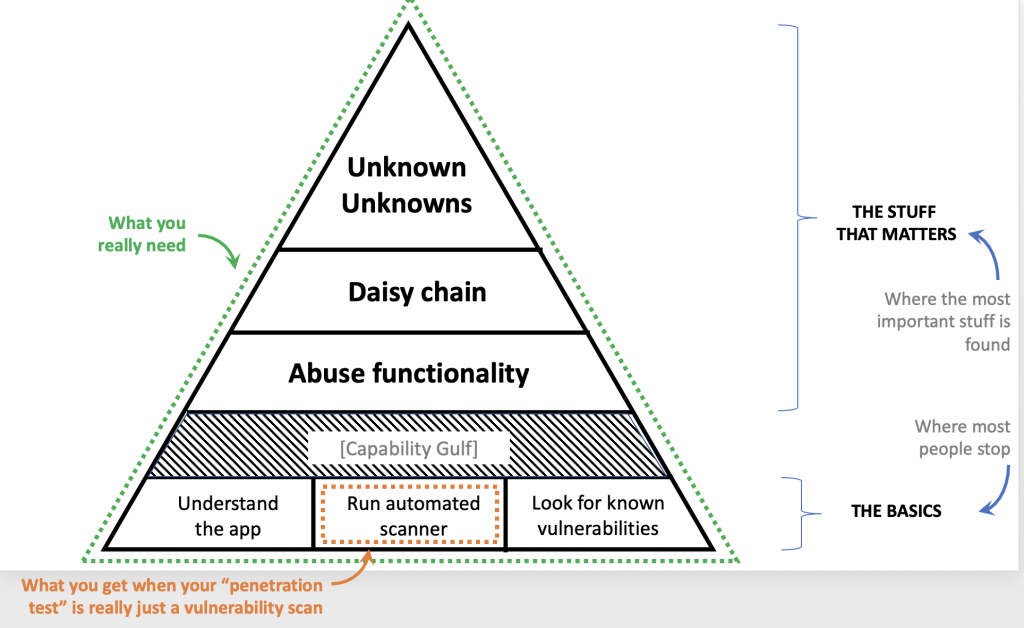 Unknown
Unknowns
What you
really need
THE STUFF
THAT MATTERS
Daisy chain
Where the most
important stuff is
found
Abuse functionality
[Capability Gulf]
Where most
people stop
Understand
the app
Run automated
scanner
Look for known
vulnerabilities
THE BASICS
What you get when your “penetration
test” is really just a vulnerability scan